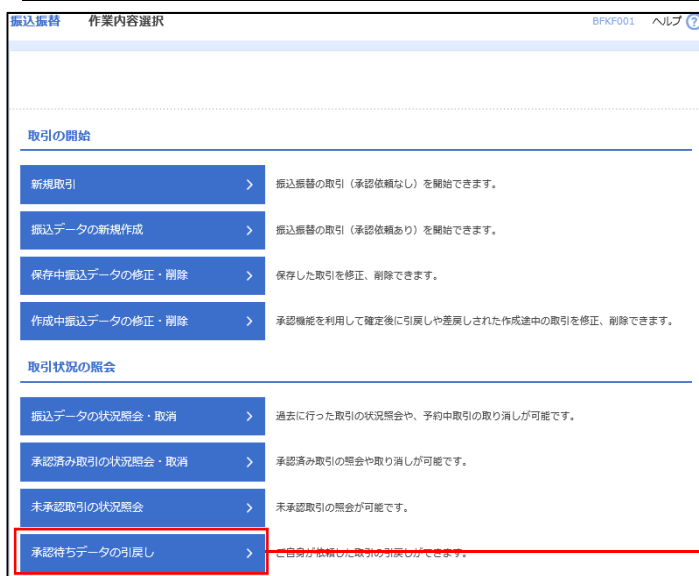 振込振替 作業内容選択 BFKF001 ヘルプ ?
取引の開始
新規取引 > 振込振替の取引（承認依頼なし）を開始できます。
振込データの新規作成 > 振込振替の取引（承認依頼あり）を開始できます。
保存中振込データの修正・削除 > 保存した取引を修正、削除できます。
作成中振込データの修正・削除 > 承認機能を利用して確定後に引戻しや差戻しされた作成途中の取引を修正、削除できます。
取引状況の照会
振込データの状況照会・取消 > 過去に行った取引の状況照会や、予約中取引の取り消しが可能です。
承認済み取引の状況照会・取消 > 承認済み取引の照会や取り消しが可能です。
未承認取引の状況照会 > 未承認取引の照会が可能です。
承認待ちデータの引戻し > ご自身が依頼した取引の引戻しができます。